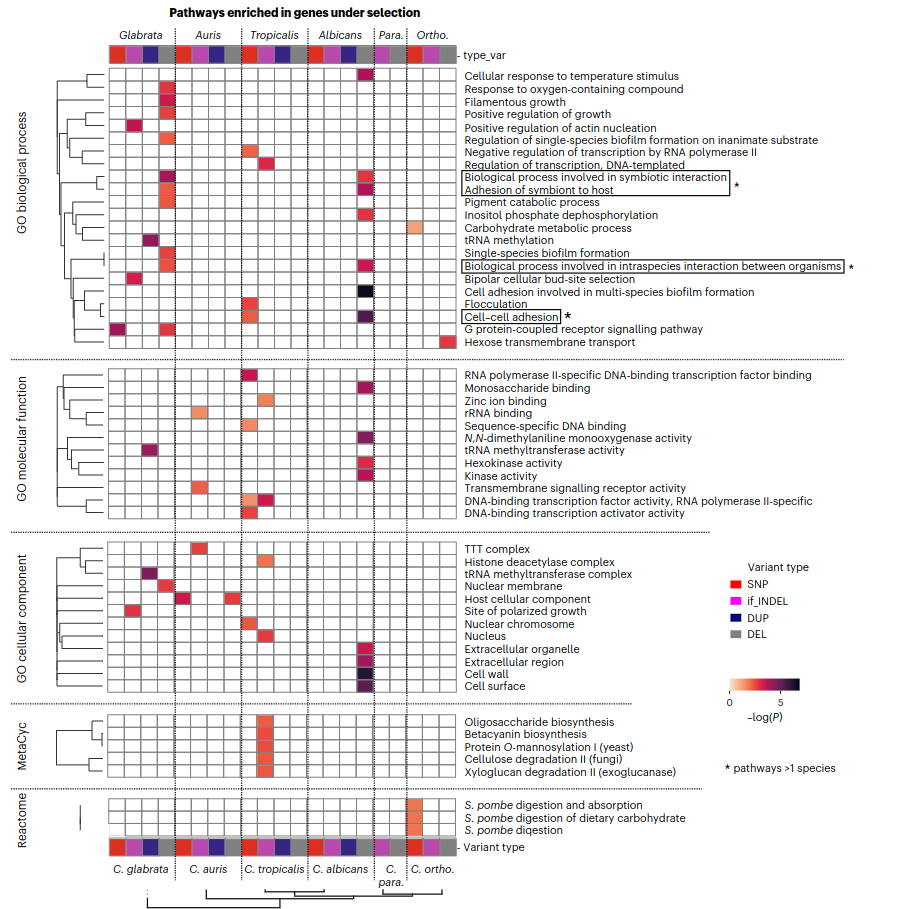 Pathways enriched in genes under selection
Glabrata Auris Tropicalis Albicans Para. Ortho.
type_var
GO biological process
Cellular response to temperature stimulus
Response to oxygen-containing compound
Filamentous growth
Positive regulation of growth
Positive regulation of actin nucleation
Regulation of single-species biofilm formation on inanimate substrate
Negative regulation of transcription by RNA polymerase II
Regulation of transcription, DNA-templated
Biological process involved in symbiotic interaction
Adhesion of symbiont to host
*
Pigment catabolic process
Inositol phosphate dephosphorylation
Carbohydrate metabolic process
tRNA methylation
Single-species biofilm formation
Biological process involved in intraspecies interaction between organisms *
Bipolar cellular bud-site selection
Cell adhesion involved in multi-species biofilm formation
Flocculation
Cell–cell adhesion *
G protein-coupled receptor signalling pathway
Hexose transmembrane transport
GO molecular function
RNA polymerase II-specific DNA-binding transcription factor binding
Monosaccharide binding
Zinc ion binding
rRNA binding
Sequence-specific DNA binding
N,N-dimethylaniline monooxygenase activity
tRNA methyltransferase activity
Hexokinase activity
Kinase activity
Transmembrane signalling receptor activity
DNA-binding transcription factor activity, RNA polymerase II-specific
DNA-binding transcription activator activity
GO cellular component
TTT complex
Histone deacetylase complex
tRNA methyltransferase complex
Nuclear membrane
Host cellular component
Site of polarized growth
Nuclear chromosome
Nucleus
Extracellular organelle
Extracellular region
Cell wall
Cell surface
Variant type
SNP
if_INDEL
DUP
DEL
0 5
–log(P)
* pathways >1 species
MetaCyc
Oligosaccharide biosynthesis
Betacyanin biosynthesis
Protein O-mannosylation I (yeast)
Cellulose degradation II (fungi)
Xyloglucan degradation II (exoglucanase)
Reactome
S. pombe digestion and absorption
S. pombe digestion of dietary carbohydrate
S. pombe digestion
Variant type
C. glabrata C. auris C. tropicalis C. albicans C. para. C. ortho.